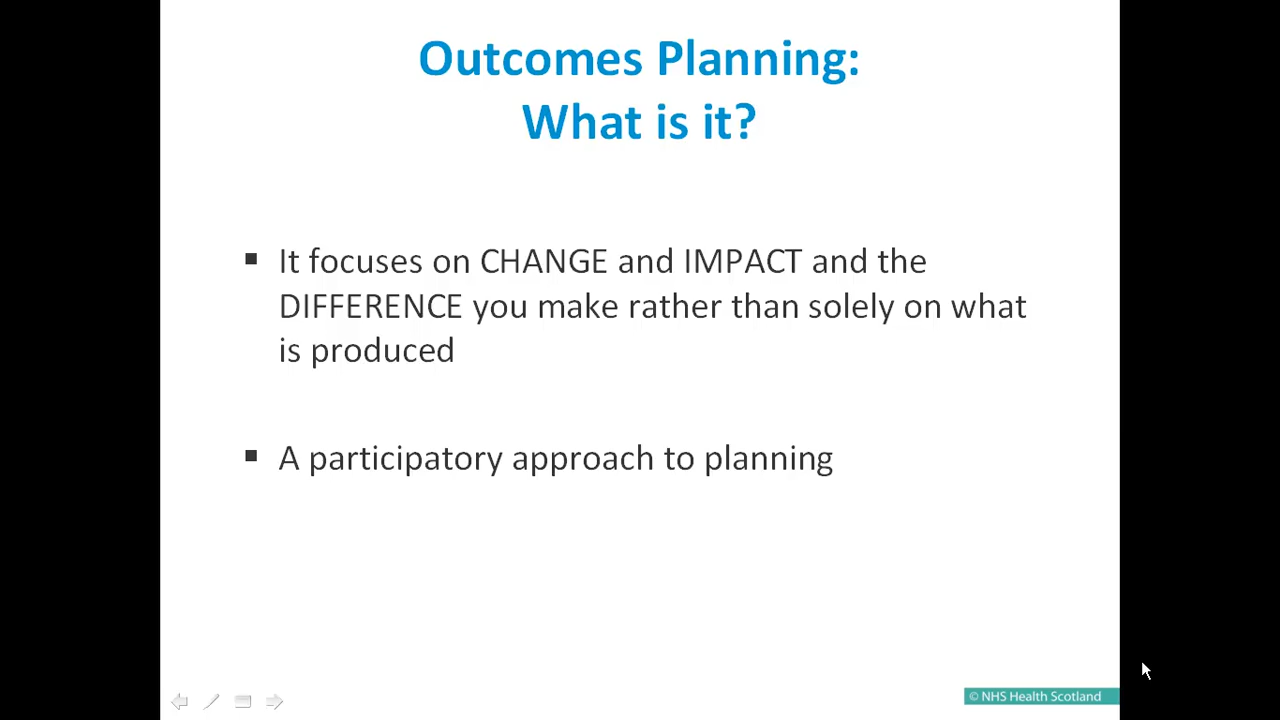 Outcomes Planning:
What is it?
▪ It focuses on CHANGE and IMPACT and the
DIFFERENCE you make rather than solely on what
is produced
▪ A participatory approach to planning
© NHS Health Scotland